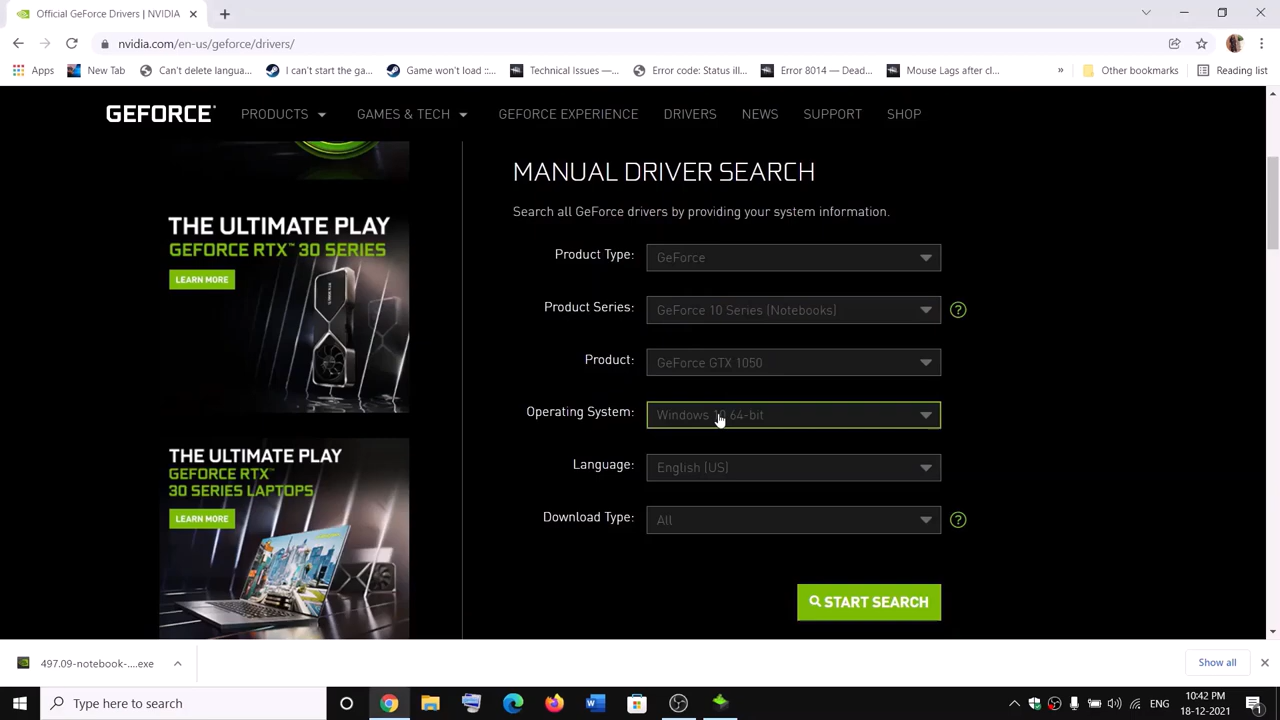 Official GeForce Drivers | NVIDIA
nvidia.com/en-us/geforce/drivers/
Apps
New Tab
Can't delete langua...
I can't start the ga...
Game won't load ::...
Technical Issues —...
Error code: Status ill...
Error 8014 — Dead...
Mouse Lags after cl...
»
Other bookmarks
Reading list
GEFORCE
PRODUCTS
GAMES & TECH
GEFORCE EXPERIENCE
DRIVERS
NEWS
SUPPORT
SHOP
THE ULTIMATE PLAY
GEFORCE RTX™ 30 SERIES
LEARN MORE
THE ULTIMATE PLAY
GEFORCE RTX™
30 SERIES LAPTOPS
LEARN MORE
MANUAL DRIVER SEARCH
Search all GeForce drivers by providing your system information.
Product Type: GeForce
Product Series: GeForce 10 Series (Notebooks) ?
Product: GeForce GTX 1050
Operating System: Windows 10 64-bit
Language: English (US)
Download Type: All ?
START SEARCH
497.09-notebook-....exe
Show all
Type here to search
ENG
10:42 PM
18-12-2021
1